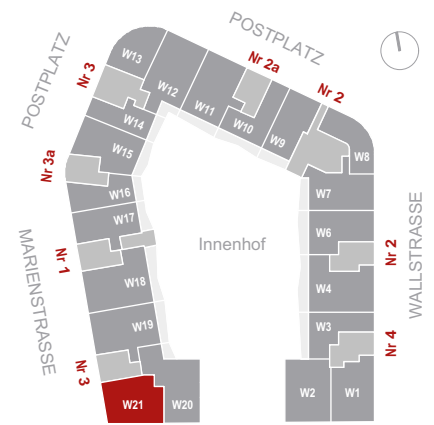 POSTPLATZ
POSTPLATZ
Nr 3
Nr 2a
Nr 2
W13
W12
W11
W10
W9
W8
W14
W15
Nr 3a
W16
W7
W17
W6
WALLSTRASSE
Innenhof
Nr 2
MARIENSTRASSE
Nr 1
W18
W4
W19
W3
Nr 4
Nr 3
W21
W20
W2
W1